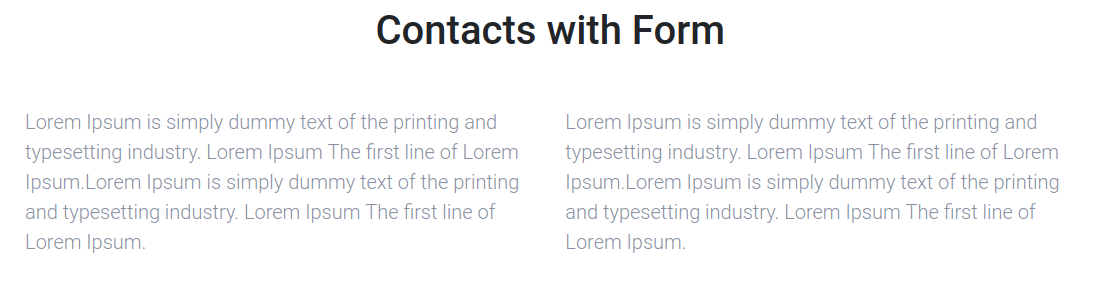 Contacts with Form
Lorem Ipsum is simply dummy text of the printing and
typesetting industry. Lorem Ipsum The first line of Lorem
Ipsum.Lorem Ipsum is simply dummy text of the printing
and typesetting industry. Lorem Ipsum The first line of
Lorem Ipsum.
Lorem Ipsum is simply dummy text of the printing and
typesetting industry. Lorem Ipsum The first line of Lorem
Ipsum.Lorem Ipsum is simply dummy text of the printing
and typesetting industry. Lorem Ipsum The first line of
Lorem Ipsum.